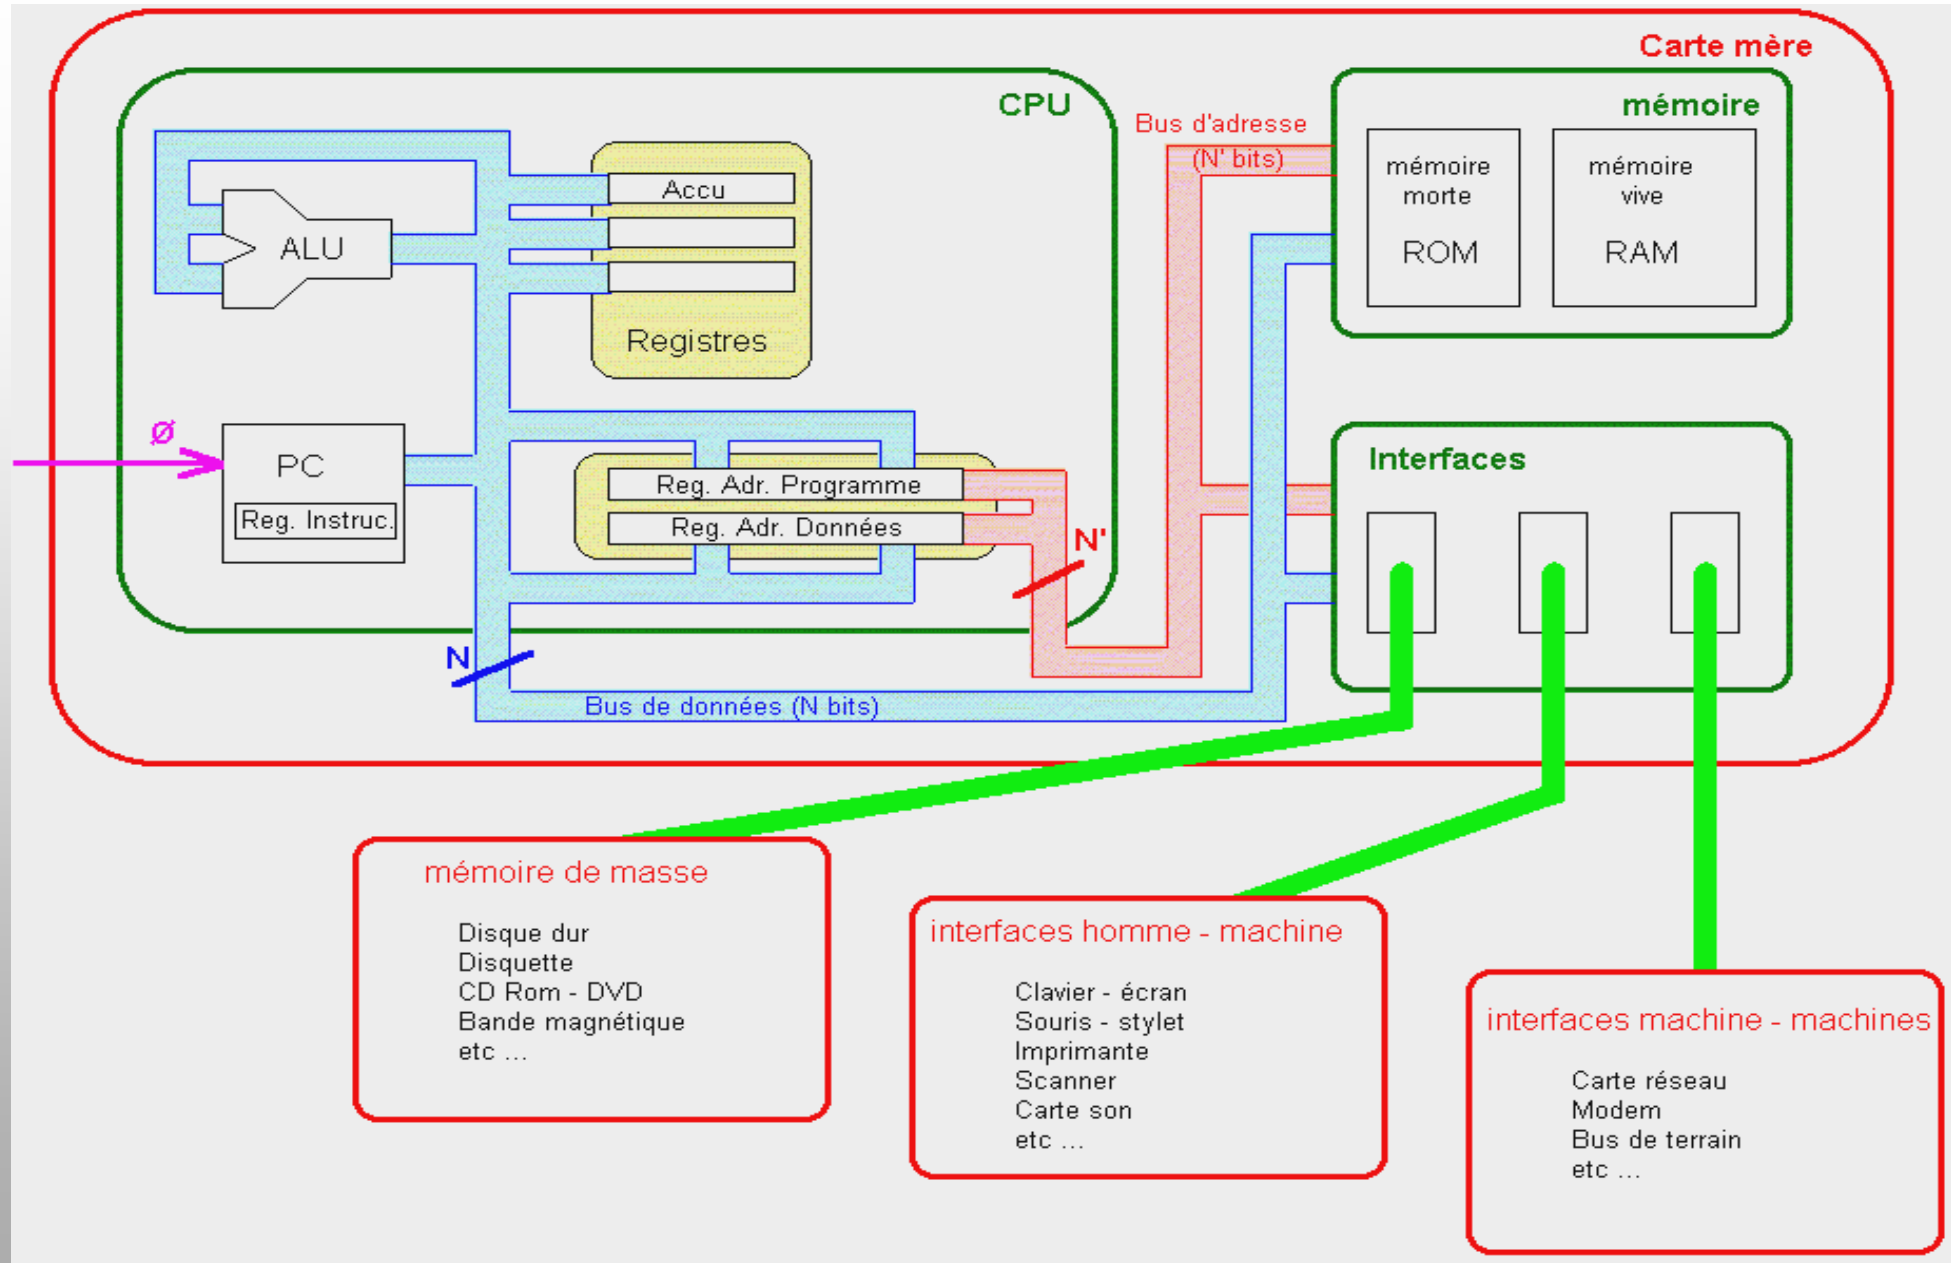 Carte mère
CPU
mémoire
Bus d'adresse
(N' bits)
Accu
ALU
Registres
mémoire
morte
ROM
mémoire
vive
RAM
Ø
PC
Reg. Instruc.
Reg. Adr. Programme
Reg. Adr. Données
N'
N
Bus de données (N bits)
Interfaces
mémoire de masse
Disque dur
Disquette
CD Rom - DVD
Bande magnétique
etc ...
interfaces homme - machine
Clavier - écran
Souris - stylet
Imprimante
Scanner
Carte son
etc ...
interfaces machine - machines
Carte réseau
Modem
Bus de terrain
etc ...